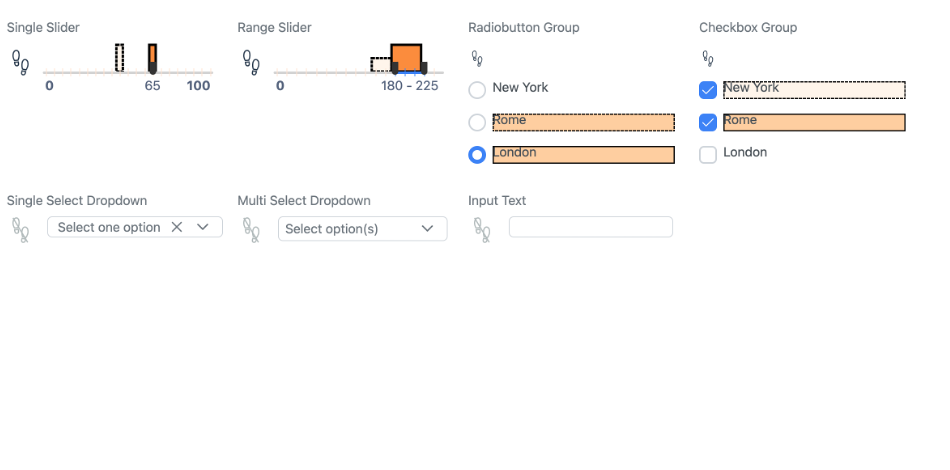 Single Slider
Range Slider
Radiobutton Group
Checkbox Group
0
65
100
0
180 - 225
New York
Rome
London
New York
Rome
London
Single Select Dropdown
Multi Select Dropdown
Input Text
Select one option
Select option(s)